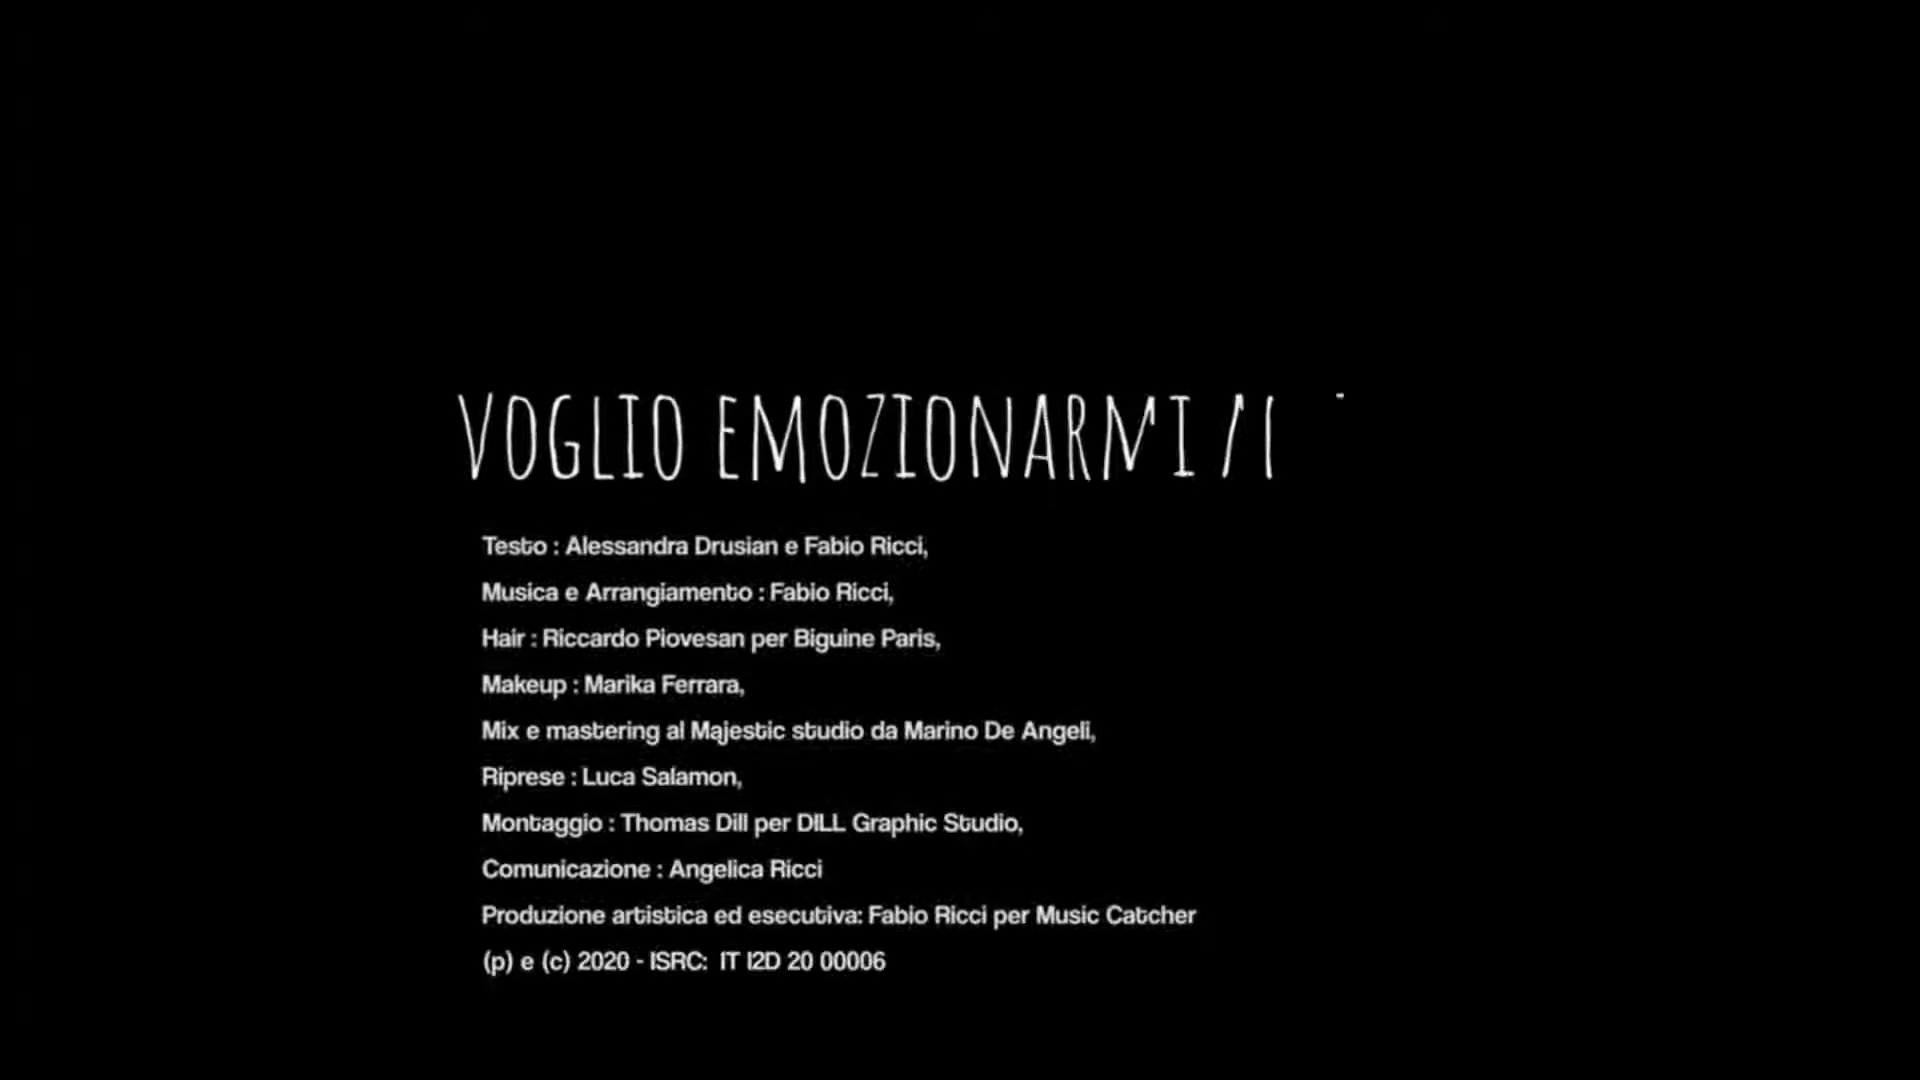 VOGLIO EMOZIONARMI
Testo : Alessandra Drusian e Fabio Ricci,
Musica e Arrangiamento : Fabio Ricci,
Hair : Riccardo Piovesan per Biguine Paris,
Makeup : Marika Ferrara,
Mix e mastering al Majestic studio da Marino De Angeli,
Riprese : Luca Salamon,
Montaggio : Thomas Dill per DILL Graphic Studio,
Comunicazione : Angelica Ricci
Produzione artistica ed esecutiva: Fabio Ricci per Music Catcher
(p) e (c) 2020 - ISRC: IT I2D 20 00006